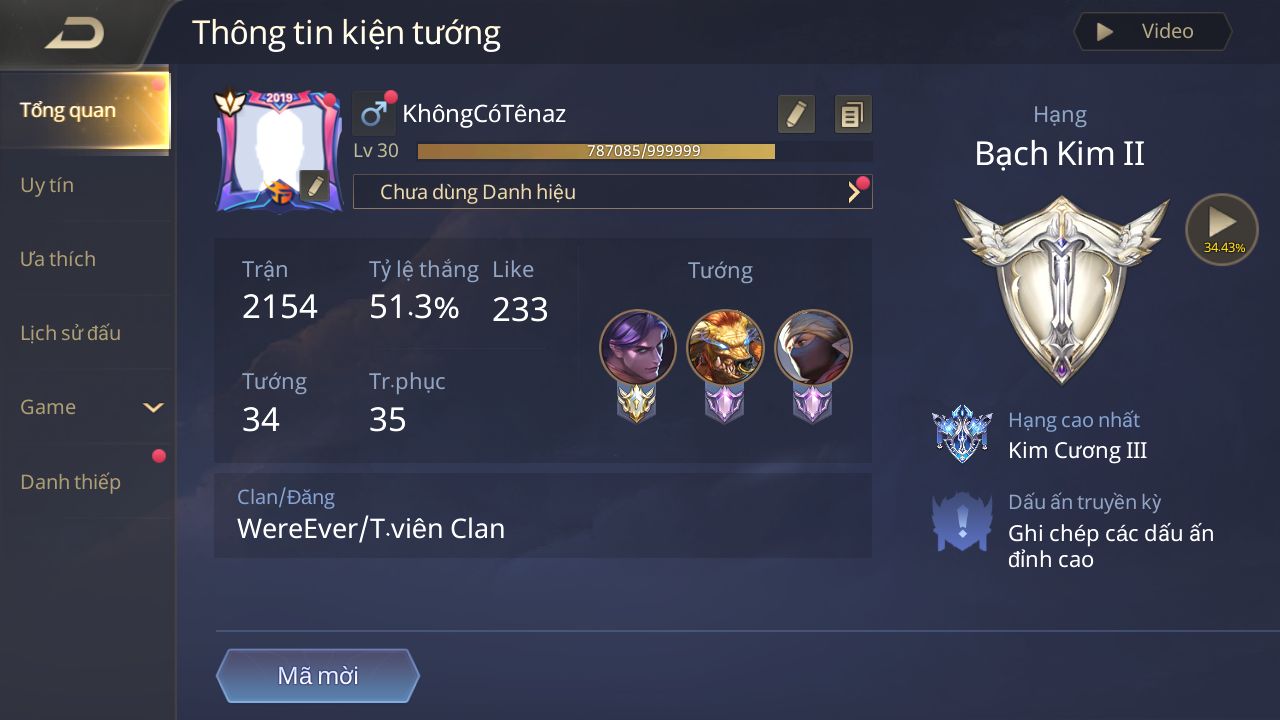 Thông tin kiện tướng
Video
Tổng quan
Uy tín
Ưa thích
Lịch sử đấu
Game
Danh thiếp
2019
KhôngCóTênaz
Lv 30
787085/999999
Chưa dùng Danh hiệu
Trận
Tỷ lệ thắng
Like
2154
51.3%
233
Tướng
Tr.phục
34
35
Tướng
Clan/Đăng
WereEver/T.viên Clan
Hạng
Bạch Kim II
34.43%
Hạng cao nhất
Kim Cương III
Dấu ấn truyền kỳ
Ghi chép các dấu ấn
đỉnh cao
Mã mời